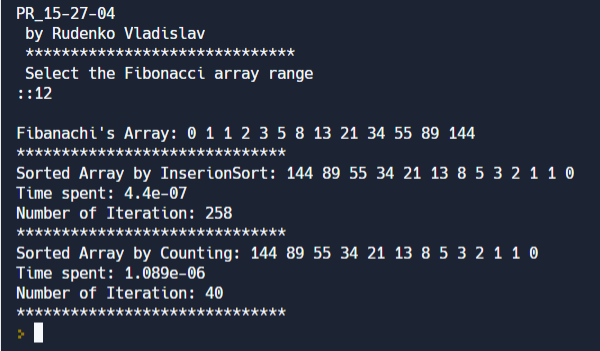 PR_15-27-04
by Rudenko Vladislav
******************************
Select the Fibonacci array range
::12
Fibanachi's Array: 0 1 1 2 3 5 8 13 21 34 55 89 144
******************************
Sorted Array by InserionSort: 144 89 55 34 21 13 8 5 3 2 1 1 0
Time spent: 4.4e-07
Number of Iteration: 258
******************************
Sorted Array by Counting: 144 89 55 34 21 13 8 5 3 2 1 1 0
Time spent: 1.089e-06
Number of Iteration: 40
******************************
>